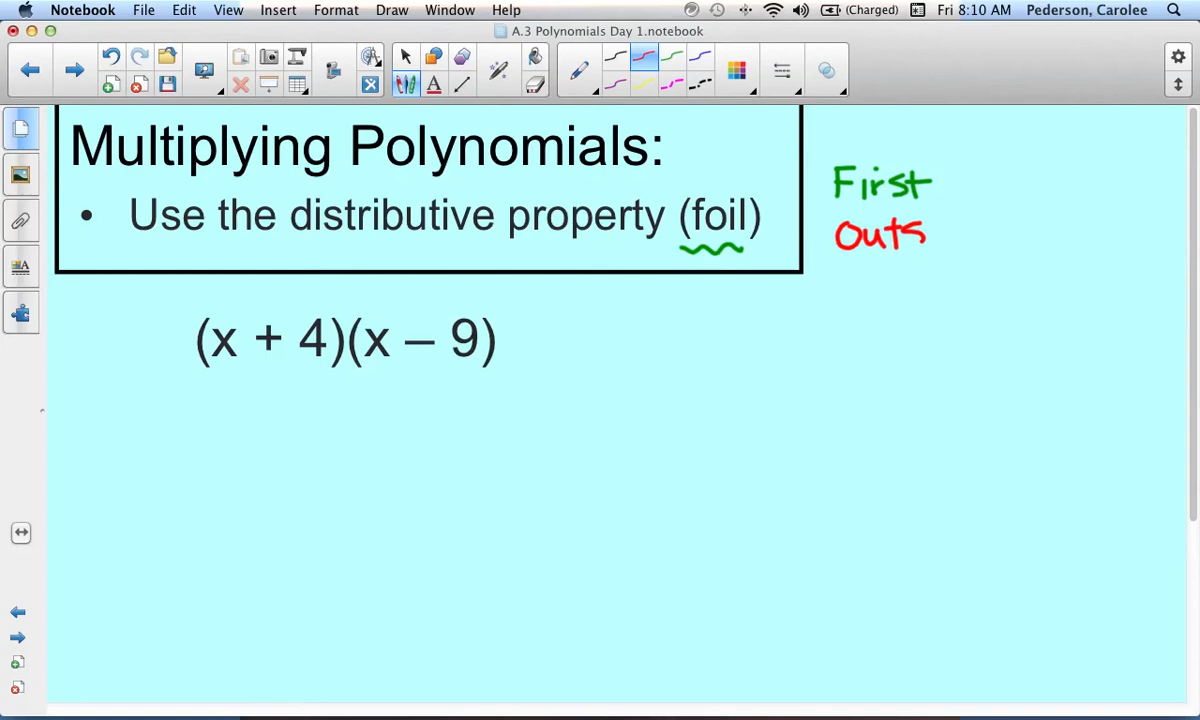 Notebook File Edit View Insert Format Draw Window Help (Charged) Fri 8:10 AM Pederson, Carolee
A.3 Polynomials Day 1.notebook
Multiplying Polynomials:
• Use the distributive property (foil)
First
Outs
(x + 4)(x – 9)